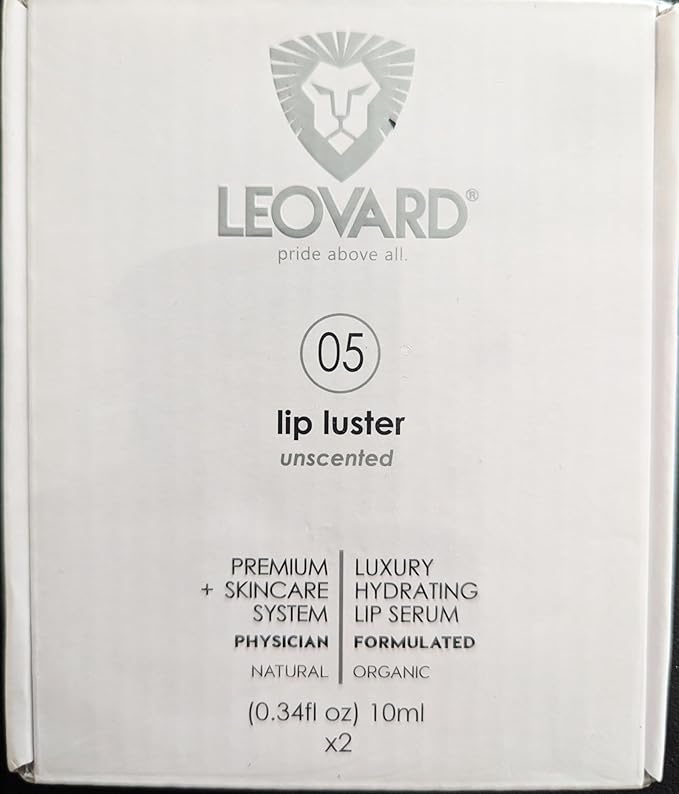 LEOVARD®
pride above all.
05
lip luster
unscented
PREMIUM
+ SKINCARE
SYSTEM
PHYSICIAN
NATURAL
LUXURY
HYDRATING
LIP SERUM
FORMULATED
ORGANIC
(0.34fl oz) 10ml
x2